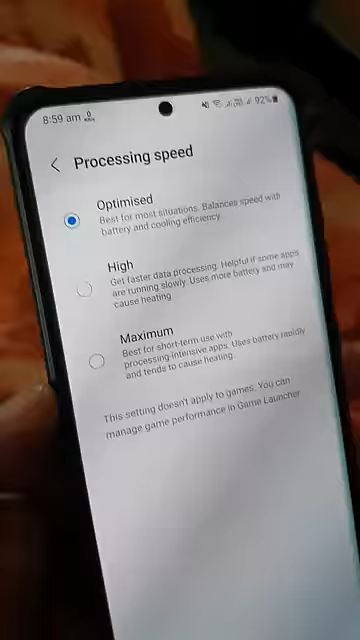 8:59 am
92%
Processing speed
Optimised
Best for most situations. Balances speed with
battery and cooling efficiency.
High
Get faster data processing. Helpful if some apps
are running slowly. Uses more battery and may
cause heating.
Maximum
Best for short-term use with
processing-intensive apps. Uses battery rapidly
and tends to cause heating.
This setting doesn't apply to games. You can
manage game performance in Game Launcher